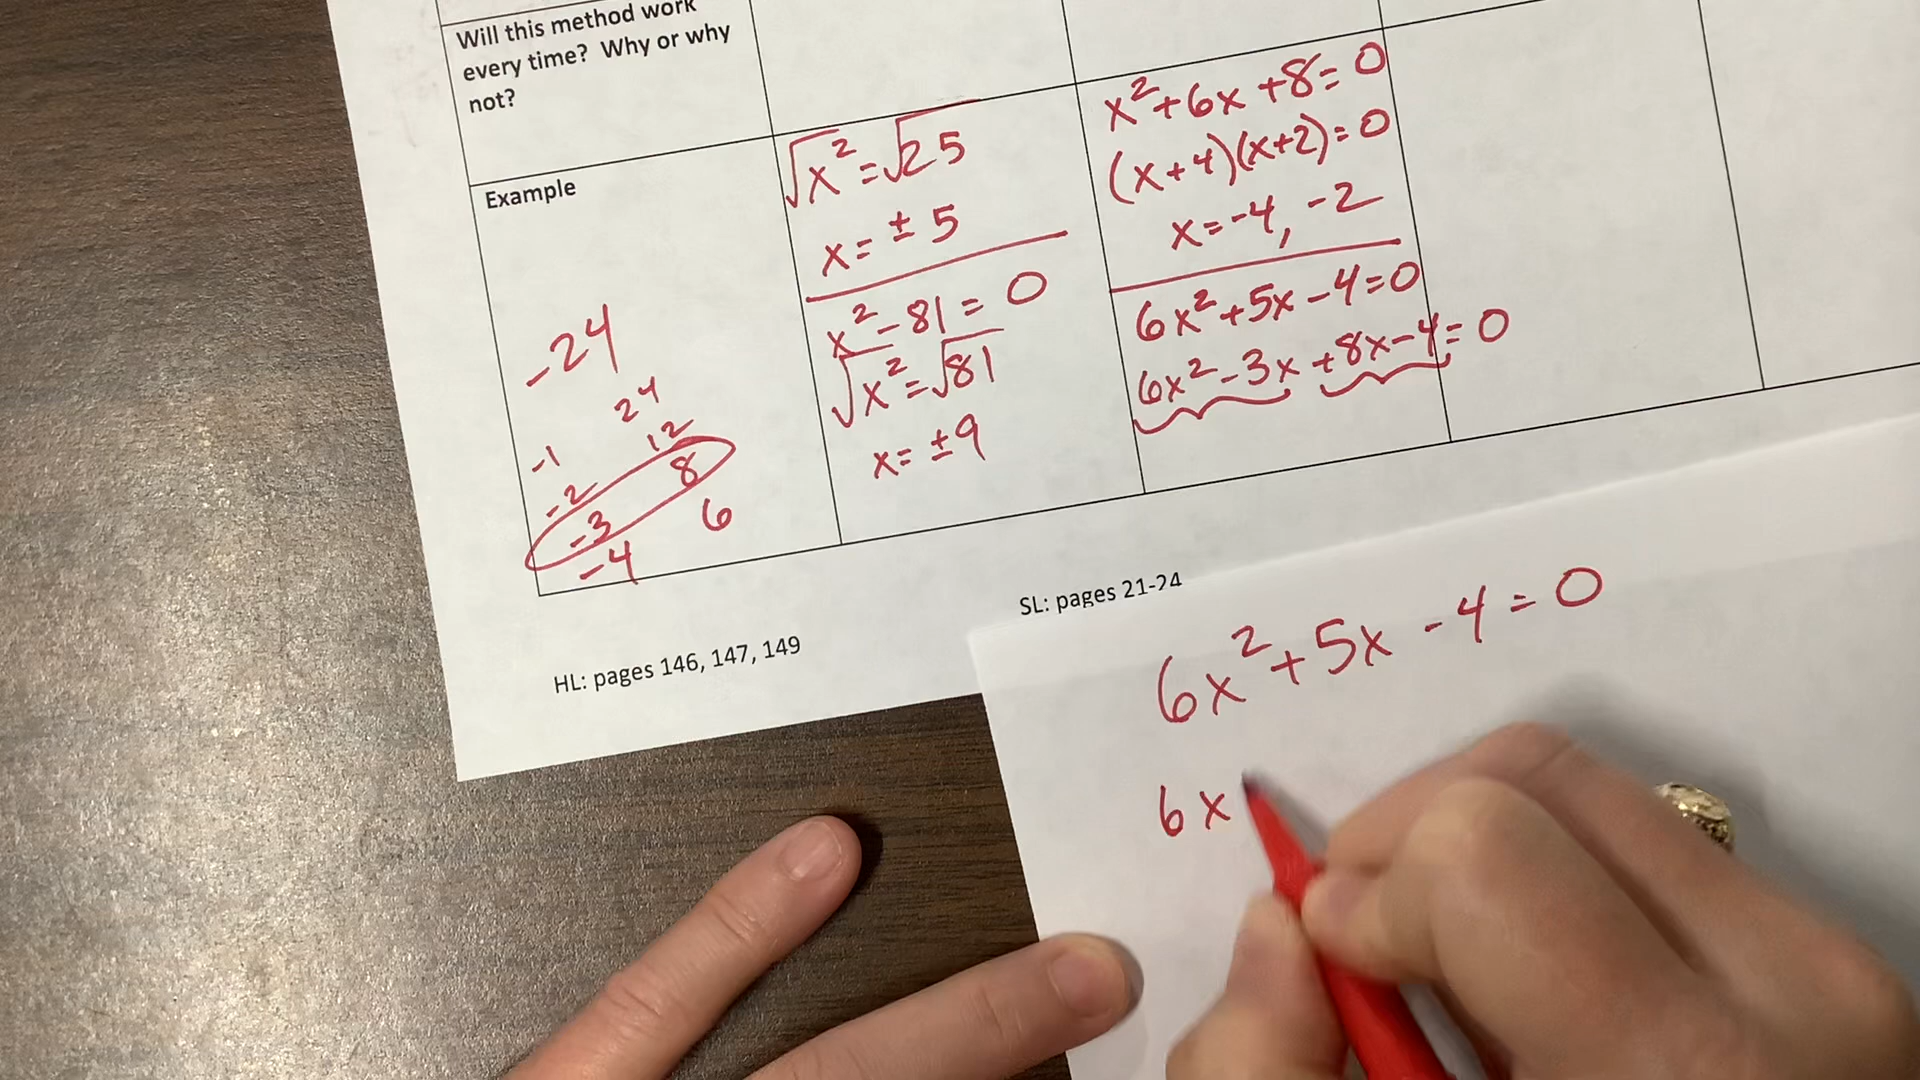 Will this method work
every time? Why or why
not?
Example
-24
-1 24
-2 12
-3 8
-4 6
√x² = √25
x = ± 5
x² - 81 = 0
√x² = √81
x = ±9
x² + 6x + 8 = 0
(x+4)(x+2) = 0
x = -4, -2
6x² + 5x - 4 = 0
6x² - 3x + 8x - 4 = 0
HL: pages 146, 147, 149
SL: pages 21-24
6x² + 5x - 4 = 0
6x